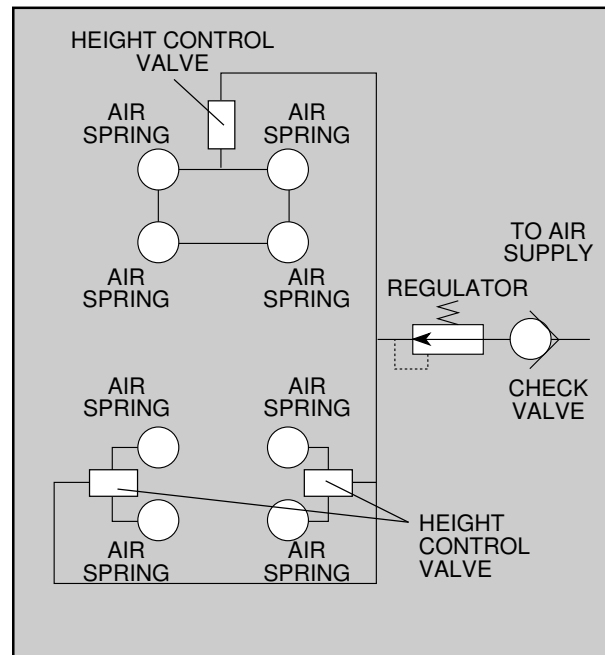 HEIGHT CONTROL
VALVE
AIR
SPRING
AIR
SPRING
AIR
SPRING
AIR
SPRING
TO AIR
SUPPLY
REGULATOR
CHECK
VALVE
AIR
SPRING
AIR
SPRING
AIR
SPRING
AIR
SPRING
HEIGHT
CONTROL
VALVE